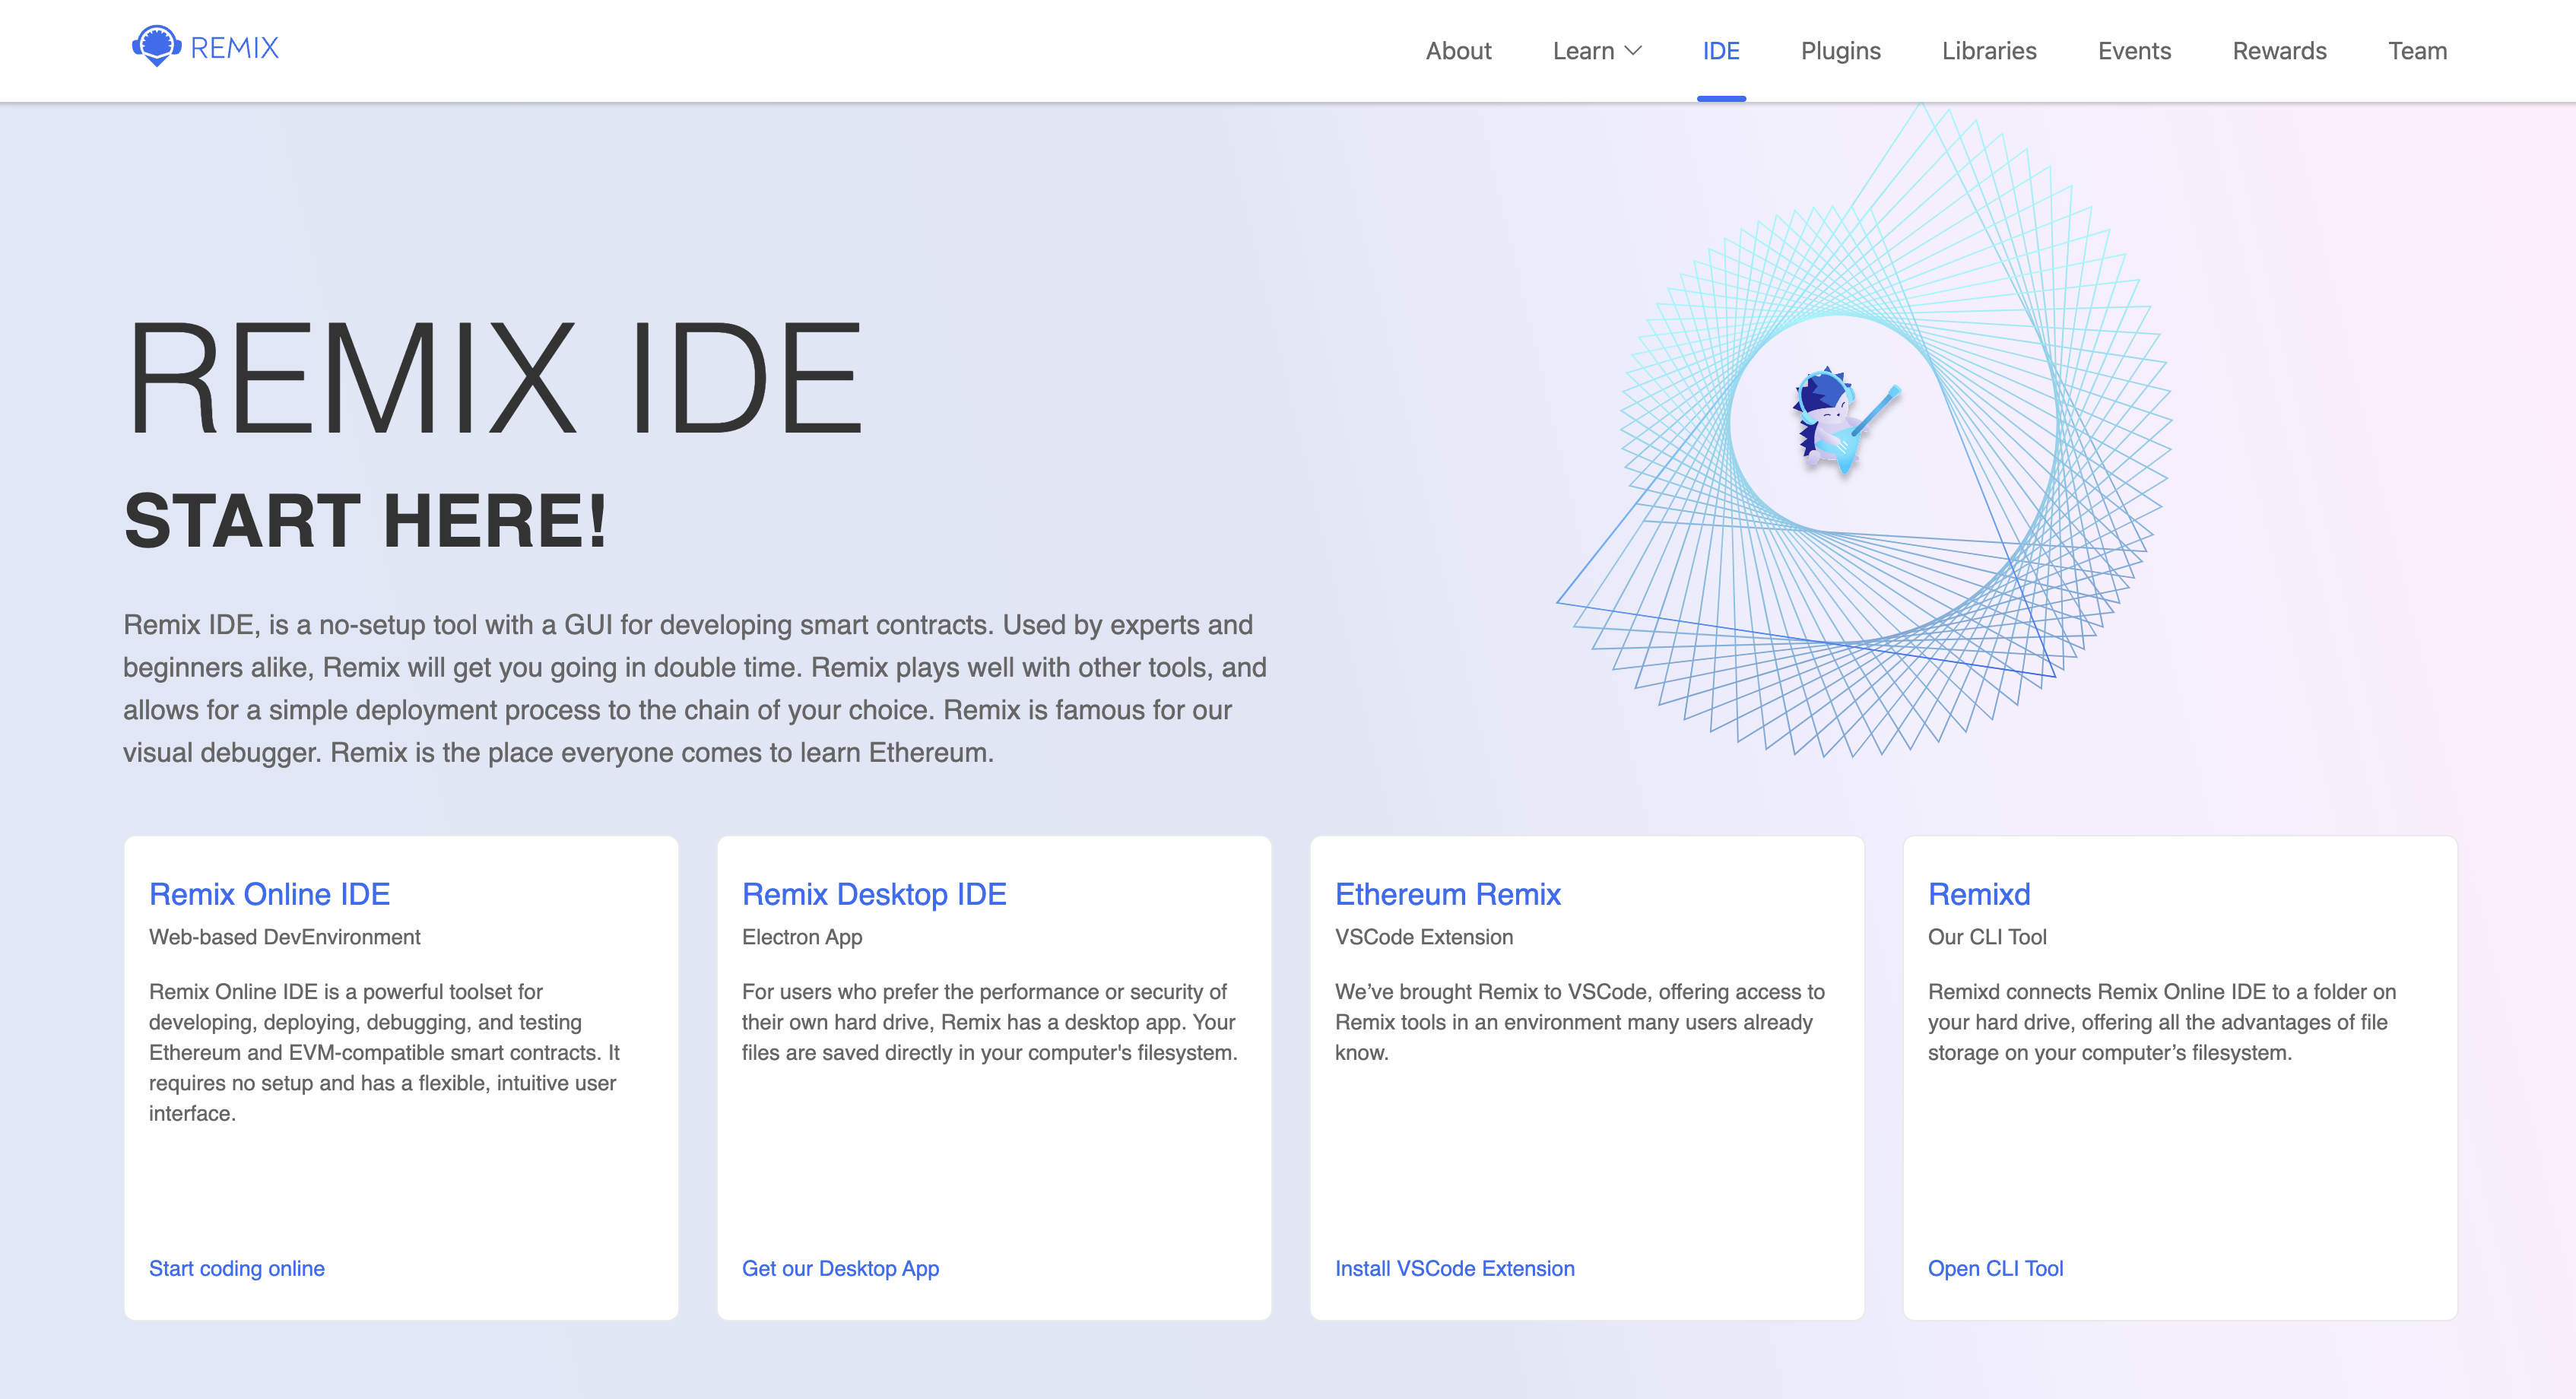 REMIX
About
Learn
IDE
Plugins
Libraries
Events
Rewards
Team
REMIX IDE
START HERE!
Remix IDE, is a no-setup tool with a GUI for developing smart contracts. Used by experts and
beginners alike, Remix will get you going in double time. Remix plays well with other tools, and
allows for a simple deployment process to the chain of your choice. Remix is famous for our
visual debugger. Remix is the place everyone comes to learn Ethereum.
Remix Online IDE
Web-based DevEnvironment
Remix Online IDE is a powerful toolset for
developing, deploying, debugging, and testing
Ethereum and EVM-compatible smart contracts. It
requires no setup and has a flexible, intuitive user
interface.
Start coding online
Remix Desktop IDE
Electron App
For users who prefer the performance or security of
their own hard drive, Remix has a desktop app. Your
files are saved directly in your computer's filesystem.
Get our Desktop App
Ethereum Remix
VSCode Extension
We’ve brought Remix to VSCode, offering access to
Remix tools in an environment many users already
know.
Install VSCode Extension
Remixd
Our CLI Tool
Remixd connects Remix Online IDE to a folder on
your hard drive, offering all the advantages of file
storage on your computer’s filesystem.
Open CLI Tool